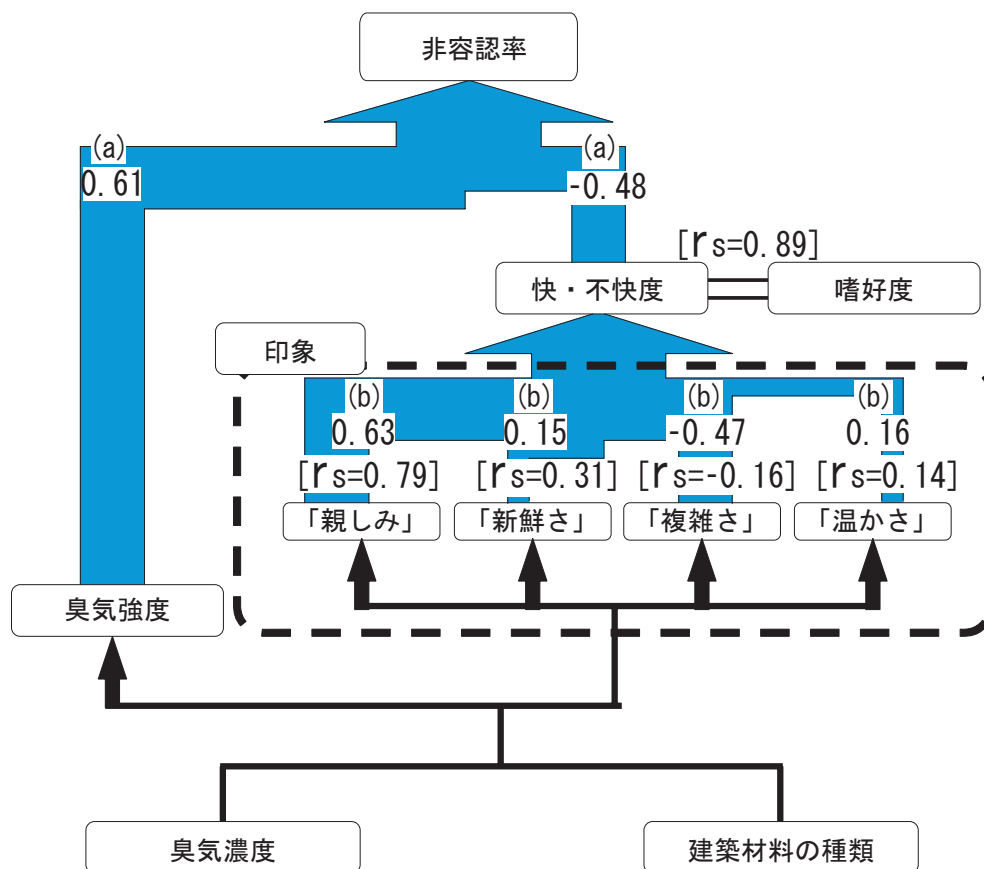 非容認率
(a)
0.61
(a)
-0.48
[rs=0.89]
快・不快度
嗜好度
印象
(b)
0.63
[rs=0.79]
(b)
0.15
[rs=0.31]
(b)
-0.47
[rs=-0.16]
(b)
0.16
[rs=0.14]
「親しみ」
「新鮮さ」
「複雑さ」
「温かさ」
臭気強度
臭気濃度
建築材料の種類